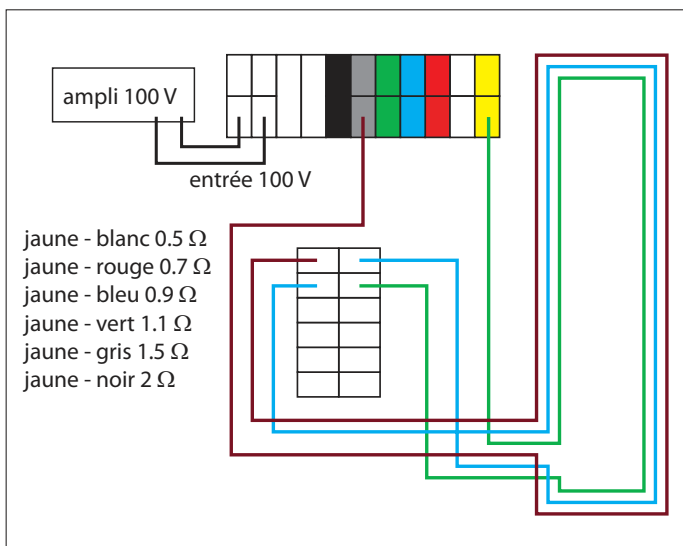 ampli 100 V
entrée 100 V
jaune - blanc 0.5 Ω
jaune - rouge 0.7 Ω
jaune - bleu 0.9 Ω
jaune - vert 1.1 Ω
jaune - gris 1.5 Ω
jaune - noir 2 Ω